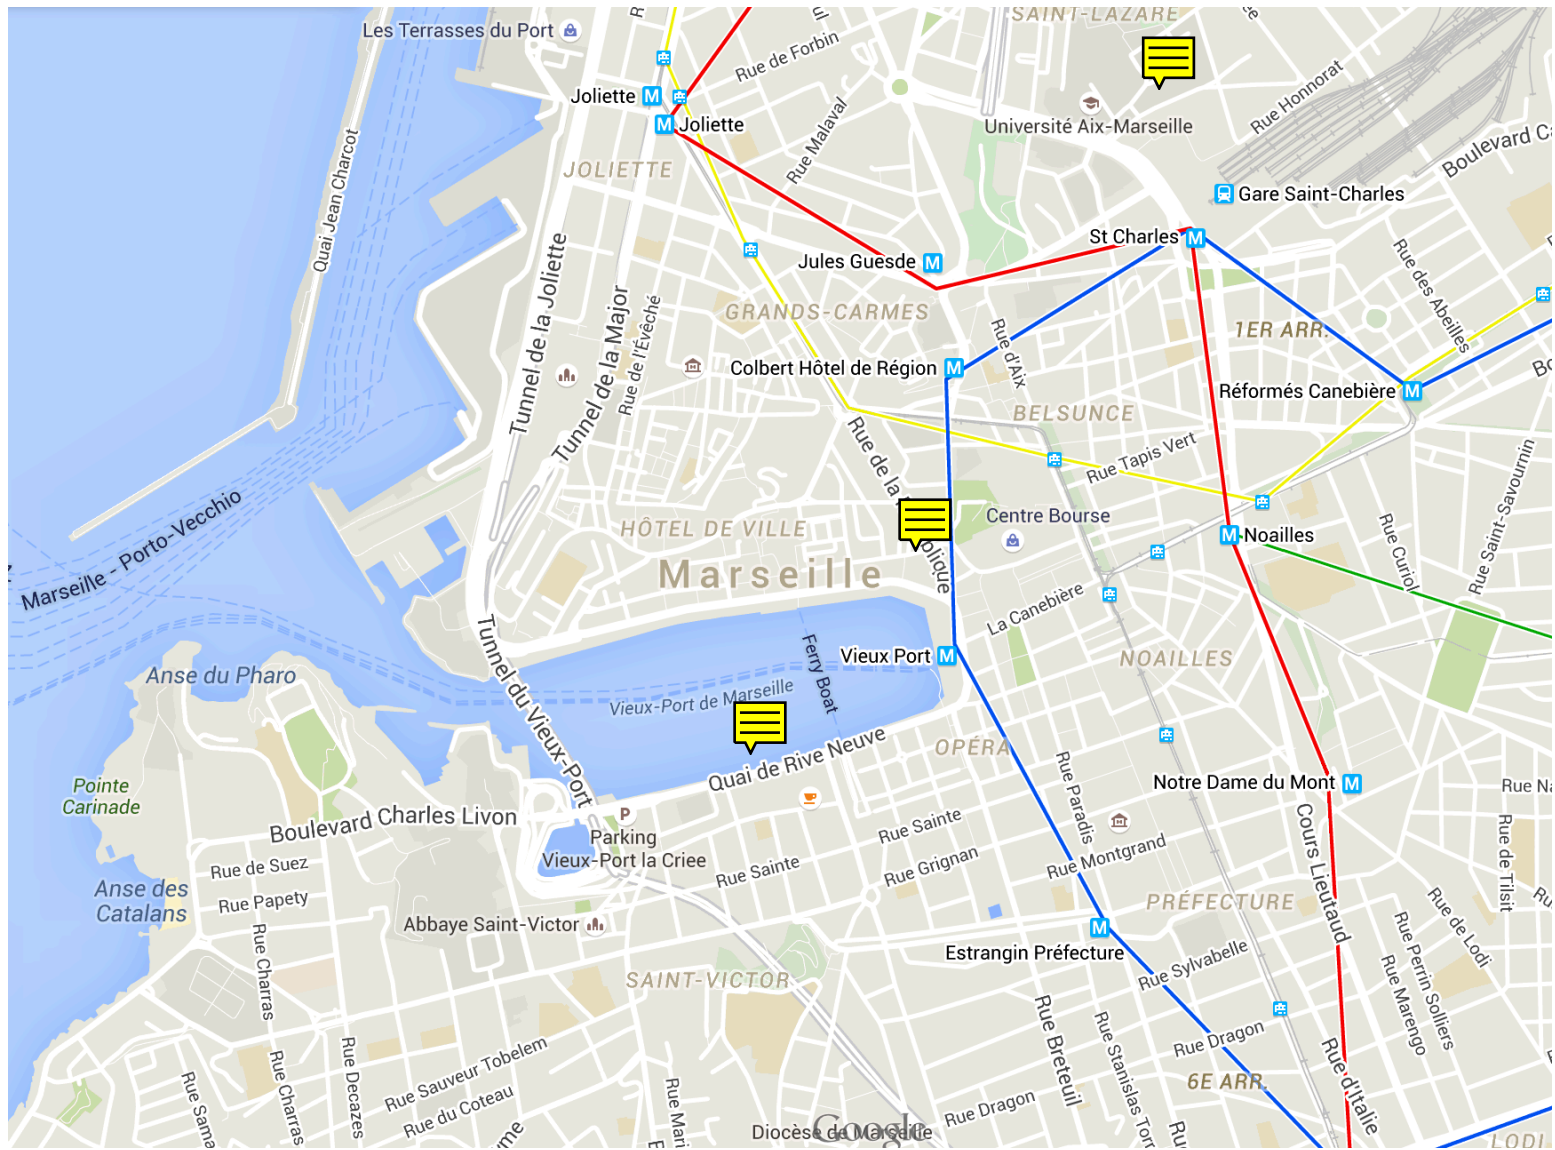 SAINT-LAZARE
Les Terrasses du Port
Rue de Forbin
Joliette
Joliette
Rue Malaval
Université Aix-Marseille
Rue Honnorat
Boulevard
JOLIETTE
Quai Jean Charcot
Gare Saint-Charles
St Charles
Jules Guesde
Rue des Abeilles
Tunnel de la Joliette
Tunnel de la Major
Rue de l'Évêché
GRANDS-CARMES
Rue d'Aix
1ER ARR.
Colbert Hôtel de Région
Réformés Canebière
BELSUNCE
Rue de la
Rue Tapis Vert
Rue Saint-Savournin
Marseille - Porto-Vecchio
HÔTEL DE VILLE
Centre Bourse
Noailles
Rue Curiol
Marseille
La Canebière
Vieux Port
NOAILLES
Ferry Boat
Anse du Pharo
Tunnel du Vieux-Port
Vieux-Port de Marseille
OPÉRA
Quai de Rive Neuve
Rue Paradis
Notre Dame du Mont
Pointe
Carinade
Boulevard Charles Livon
P
Parking
Vieux-Port la Criee
Rue Sainte
Cours Lieutaud
Rue de Tilsit
Rue de Suez
Rue Sainte
Rue Grignan
Rue Montgrand
Anse des
Catalans
Rue Papety
PRÉFECTURE
Rue de Lodi
Abbaye Saint-Victor
Estrangin Préfecture
Rue Charras
SAINT-VICTOR
Rue Sylvabelle
Rue Perrin Solliers
Rue Marengo
Rue Breteuil
Rue Stanislas
Rue Dragon
Rue d'Italie
Rue Charras
Rue Decazes
Rue Sauveur Tobelem
Rue du Coteau
6E ARR.
Rue Dragon
Diocèse de Marseille
Google
LODI